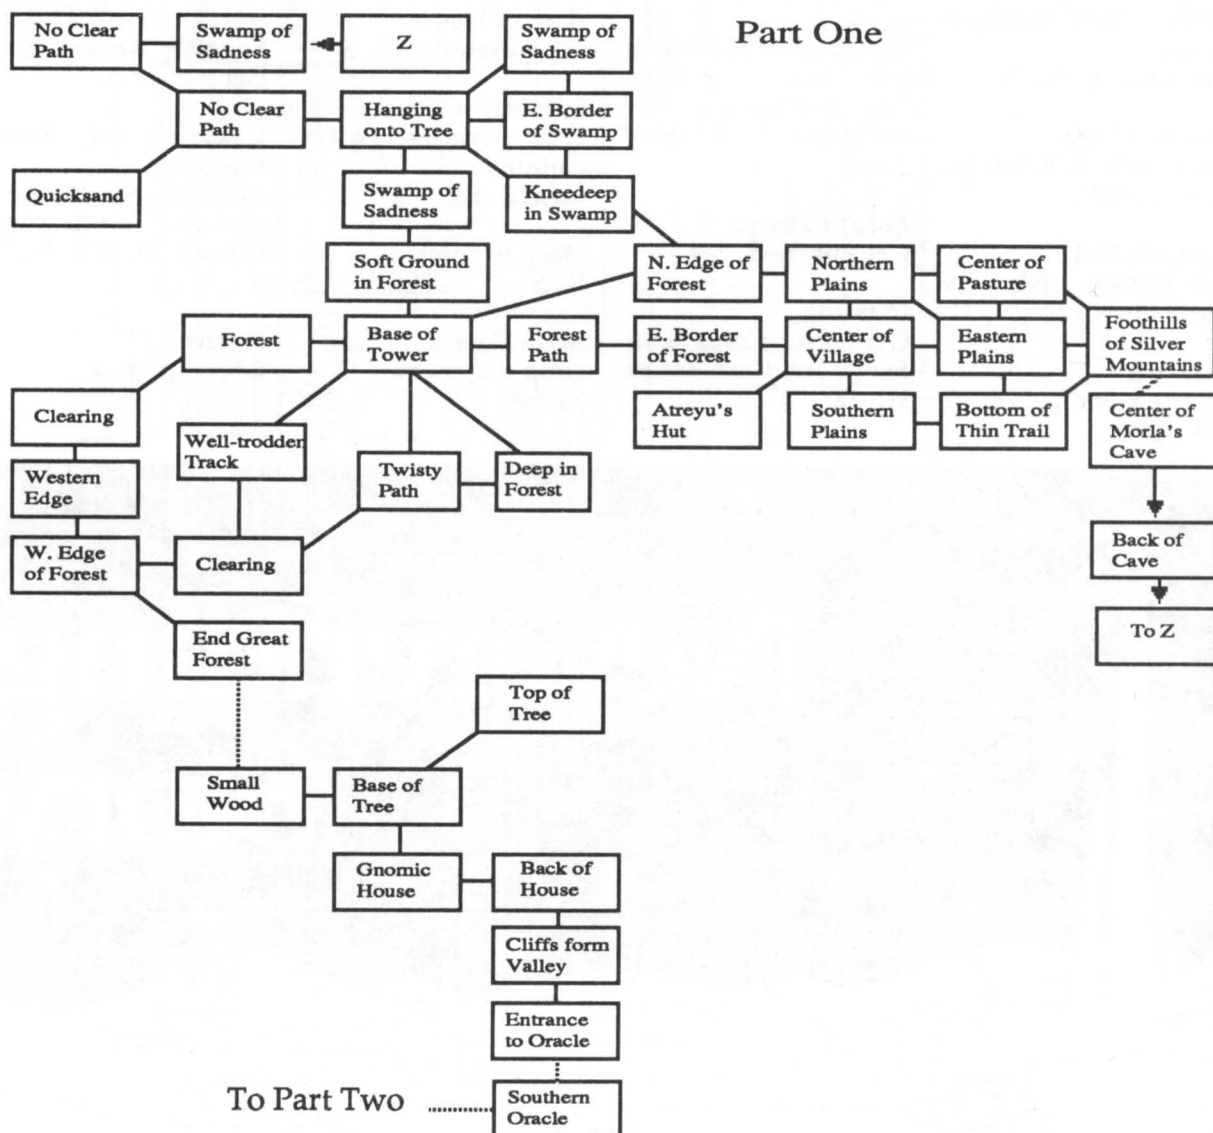 Part One
No Clear
Path
Swamp of
Sadness
Z
Swamp of
Sadness
No Clear
Path
Hanging
onto Tree
E. Border
of Swamp
Quicksand
Swamp of
Sadness
Kneedeep
in Swamp
Soft Ground
in Forest
N. Edge of
Forest
Northern
Plains
Center of
Pasture
Forest
Base of
Tower
Forest
Path
E. Border
of Forest
Center of
Village
Eastern
Plains
Foothills
of Silver
Mountains
Clearing
Well-trodden
Track
Twisty
Path
Deep in
Forest
Atreyu's
Hut
Southern
Plains
Bottom of
Thin Trail
Center of
Morla's
Cave
Western
Edge
W. Edge
of Forest
Clearing
Back of
Cave
End Great
Forest
To Z
Top of
Tree
Small
Wood
Base of
Tree
Gnomic
House
Back of
House
Cliffs form
Valley
Entrance
to Oracle
To Part Two
Southern
Oracle